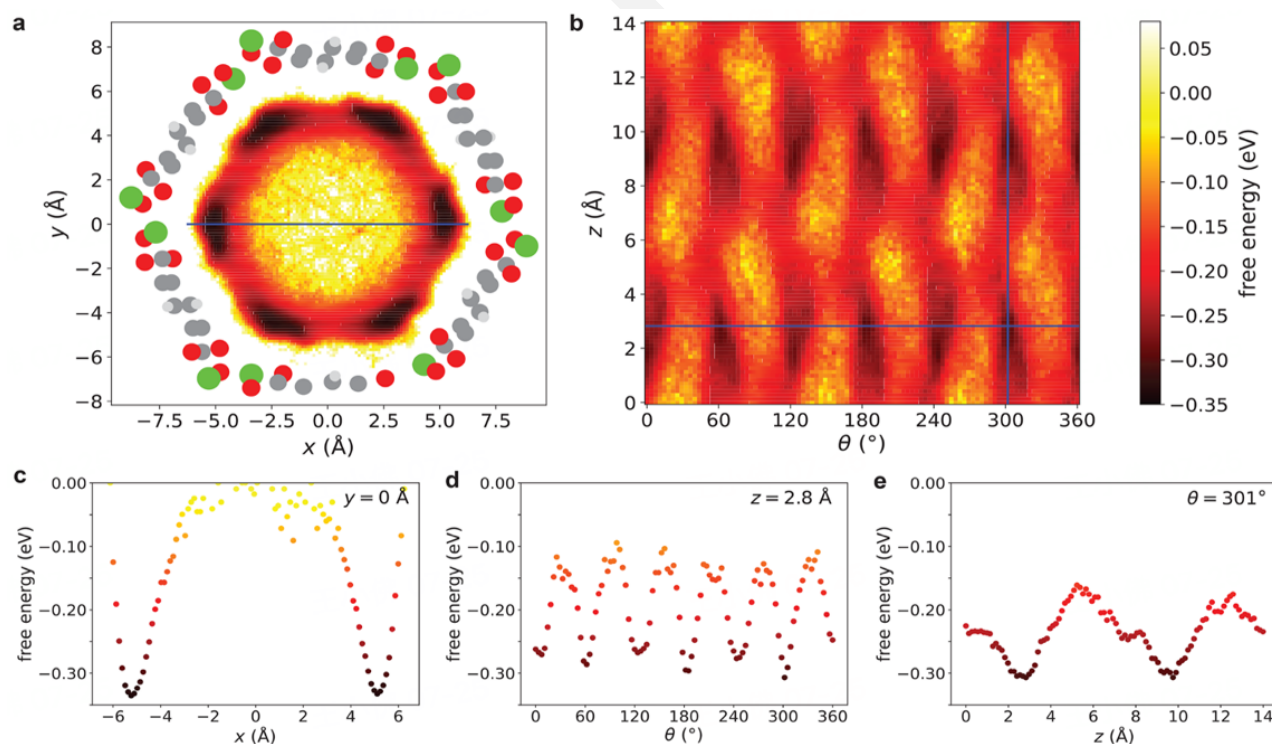 a
8
6
4
2
0
−2
−4
−6
−8
y (Å)
−7.5 −5.0 −2.5 0.0 2.5 5.0 7.5
x (Å)
b
14
12
10
8
6
4
2
0
z (Å)
0 60 120 180 240 300 360
θ (°)
0.05
0.00
−0.05
−0.10
−0.15
−0.20
−0.25
−0.30
−0.35
free energy (eV)
c
y = 0 Å
0.00
−0.10
−0.20
−0.30
free energy (eV)
−6 −4 −2 0 2 4 6
x (Å)
d
z = 2.8 Å
0.00
−0.10
−0.20
−0.30
free energy (eV)
0 60 120 180 240 300 360
θ (°)
e
θ = 301°
0.00
−0.10
−0.20
−0.30
free energy (eV)
0 2 4 6 8 10 12 14
z (Å)